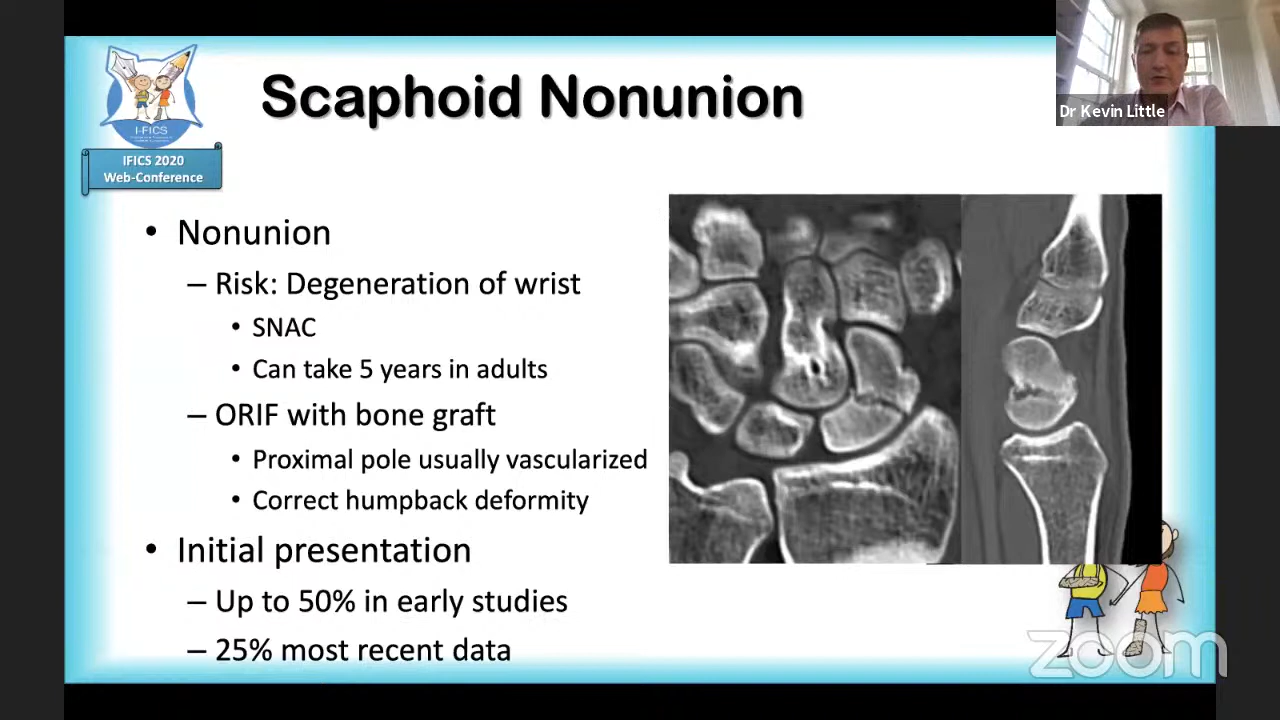 Scaphoid Nonunion
Dr Kevin Little
I-FICS
IFICS 2020
Web-Conference
• Nonunion
– Risk: Degeneration of wrist
• SNAC
• Can take 5 years in adults
– ORIF with bone graft
• Proximal pole usually vascularized
• Correct humpback deformity
• Initial presentation
– Up to 50% in early studies
– 25% most recent data
zoom